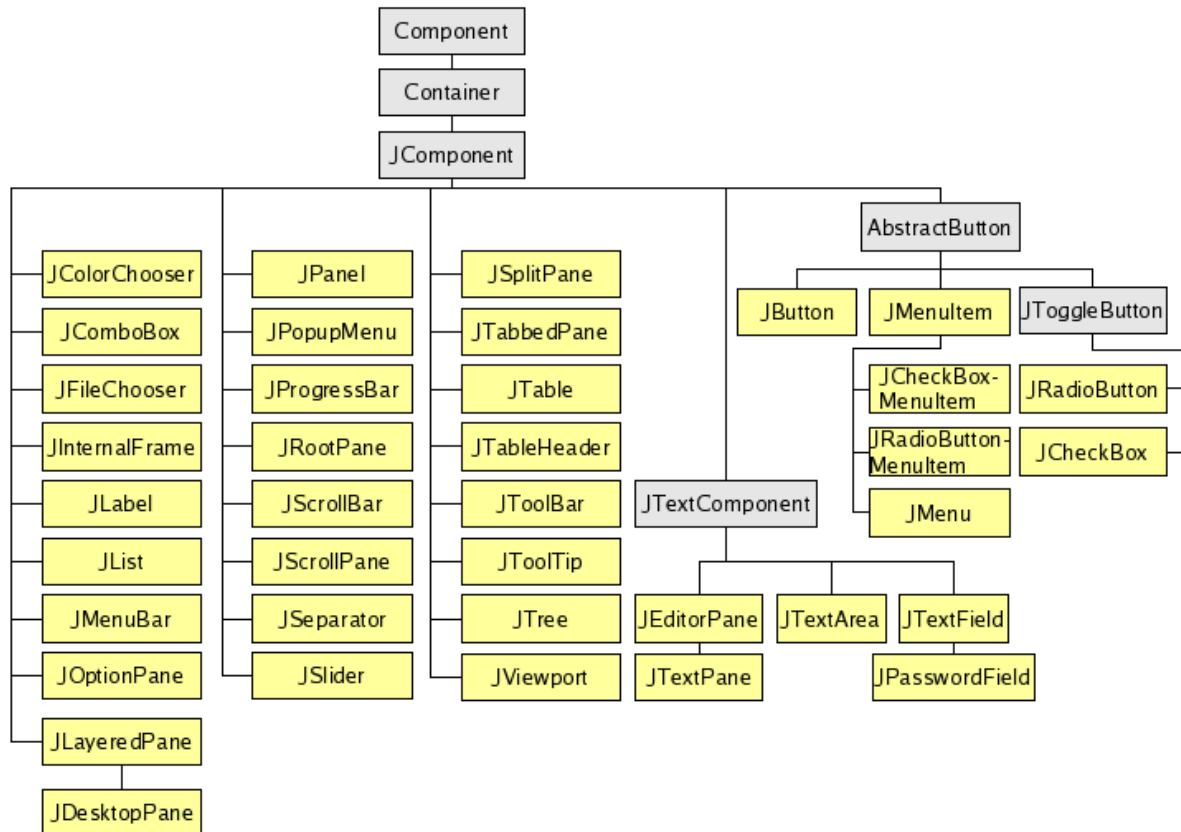 Component
Container
JComponent
AbstractButton
JColorChooser
JPanel
JSplitPane
JButton
JMenuItem
JToggleButton
JComboBox
JPopupMenu
JTabbedPane
JFileChooser
JProgressBar
JTable
JCheckBox-
MenuItem
JRadioButton
JInternalFrame
JRootPane
JTableHeader
JRadioButton-
MenuItem
JCheckBox
JLabel
JScrollBar
JToolBar
JTextComponent
JMenu
JList
JScrollPane
JToolTip
JMenuBar
JSeparator
JTree
JEditorPane
JTextArea
JTextField
JOptionPane
JSlider
JViewport
JTextPane
JPasswordField
JLayeredPane
JDesktopPane